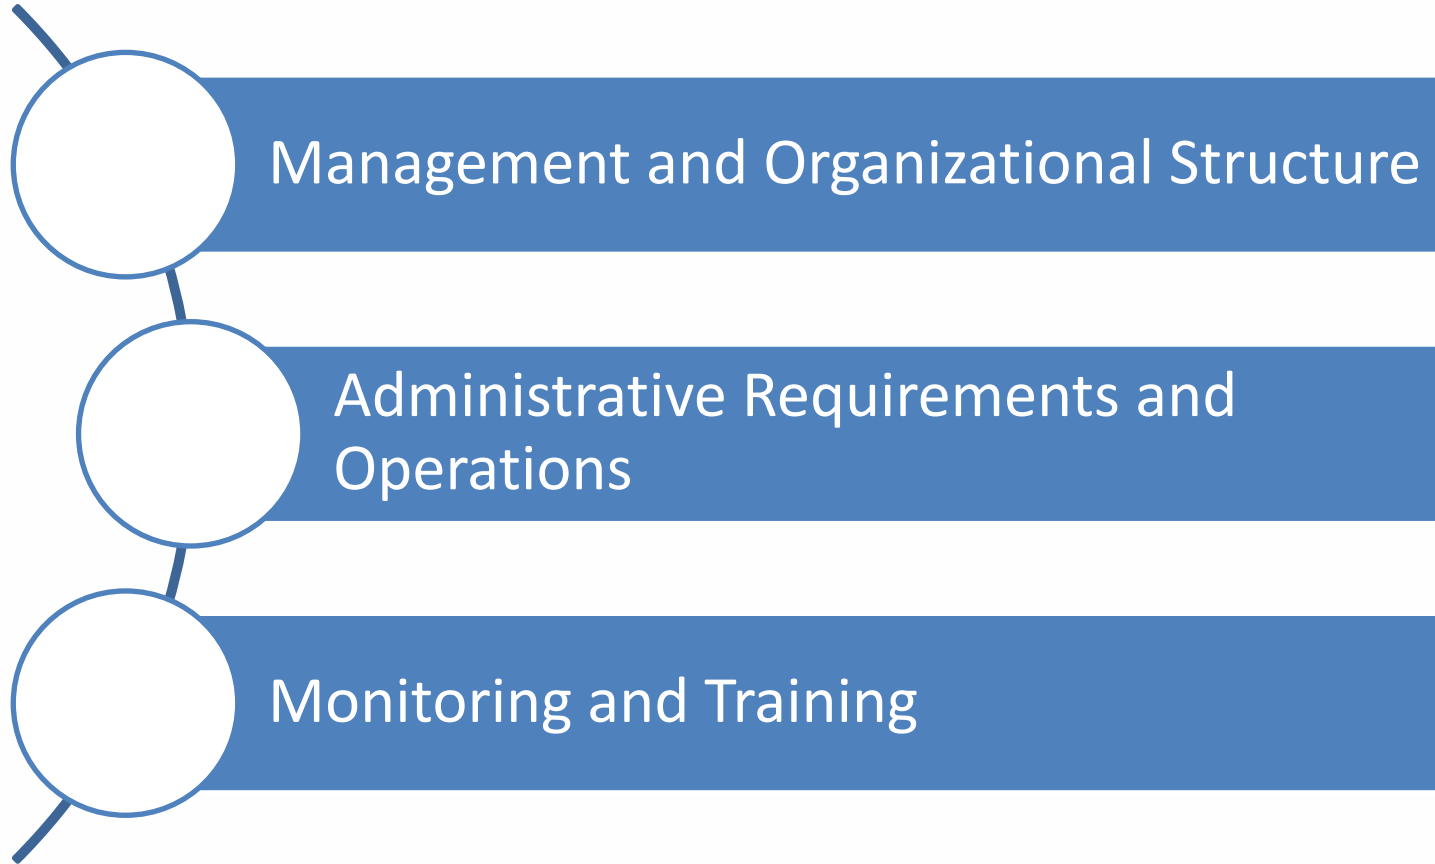 Management and Organizational Structure
Administrative Requirements and
Operations
Monitoring and Training